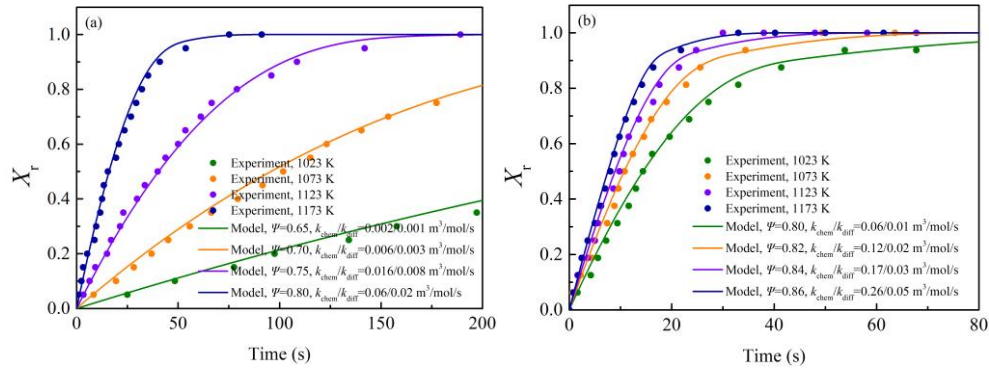 (a)
1.0
0.8
0.6
0.4
0.2
0.0
X_r
Experiment, 1023 K
Experiment, 1073 K
Experiment, 1123 K
Experiment, 1173 K
Model, Ψ=0.65, k_chem/k_diff=0.002/0.001 m³/mol/s
Model, Ψ=0.70, k_chem/k_diff=0.006/0.003 m³/mol/s
Model, Ψ=0.75, k_chem/k_diff=0.016/0.008 m³/mol/s
Model, Ψ=0.80, k_chem/k_diff=0.06/0.02 m³/mol/s
0 50 100 150 200
Time (s)
(b)
1.0
0.8
0.6
0.4
0.2
0.0
X_r
Experiment, 1023 K
Experiment, 1073 K
Experiment, 1123 K
Experiment, 1173 K
Model, Ψ=0.80, k_chem/k_diff=0.06/0.01 m³/mol/s
Model, Ψ=0.82, k_chem/k_diff=0.12/0.02 m³/mol/s
Model, Ψ=0.84, k_chem/k_diff=0.17/0.03 m³/mol/s
Model, Ψ=0.86, k_chem/k_diff=0.26/0.05 m³/mol/s
0 20 40 60 80
Time (s)